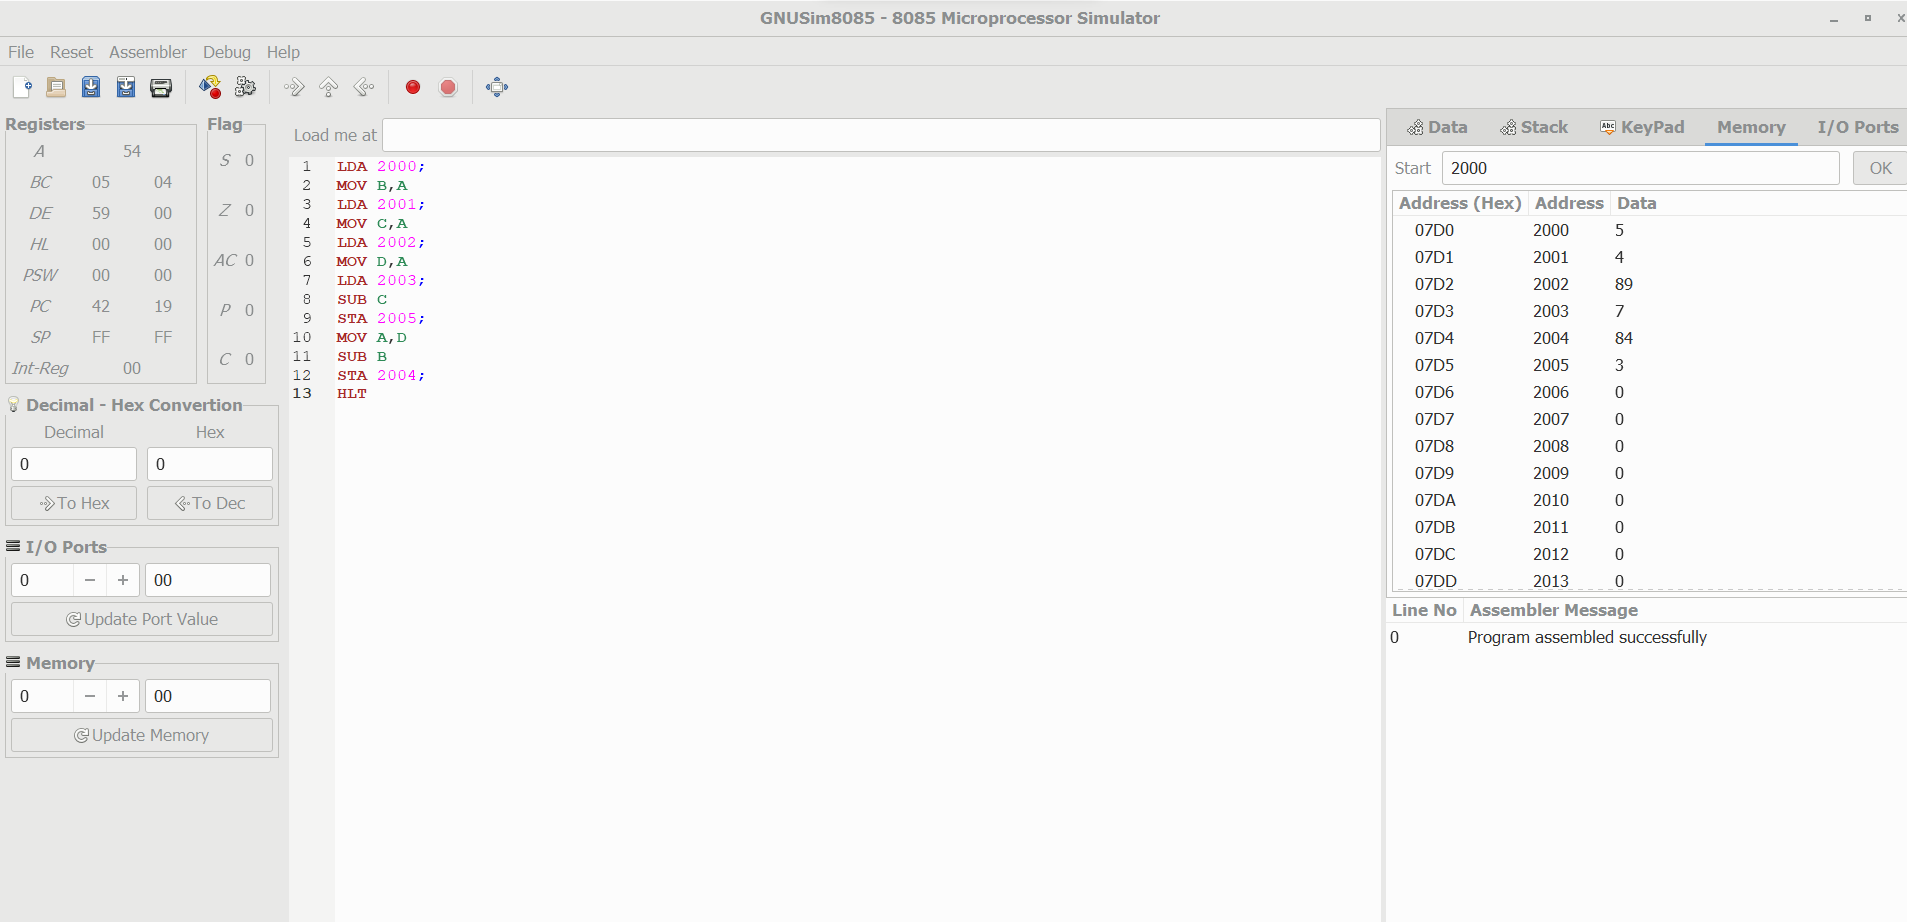 GNUSim8085 - 8085 Microprocessor Simulator
File Reset Assembler Debug Help
Registers
A 54
BC 05 04
DE 59 00
HL 00 00
PSW 00 00
PC 42 19
SP FF FF
Int-Reg 00
Flag
S 0
Z 0
AC 0
P 0
C 0
Decimal - Hex Convertion
Decimal Hex
0 0
To Hex To Dec
I/O Ports
0 − + 00
Update Port Value
Memory
0 − + 00
Update Memory
Load me at
1 LDA 2000;
2 MOV B,A
3 LDA 2001;
4 MOV C,A
5 LDA 2002;
6 MOV D,A
7 LDA 2003;
8 SUB C
9 STA 2005;
10 MOV A,D
11 SUB B
12 STA 2004;
13 HLT
Data Stack Abc KeyPad Memory I/O Ports
Start 2000 OK
Address (Hex) Address Data
07D0 2000 5
07D1 2001 4
07D2 2002 89
07D3 2003 7
07D4 2004 84
07D5 2005 3
07D6 2006 0
07D7 2007 0
07D8 2008 0
07D9 2009 0
07DA 2010 0
07DB 2011 0
07DC 2012 0
07DD 2013 0
Line No Assembler Message
0 Program assembled successfully